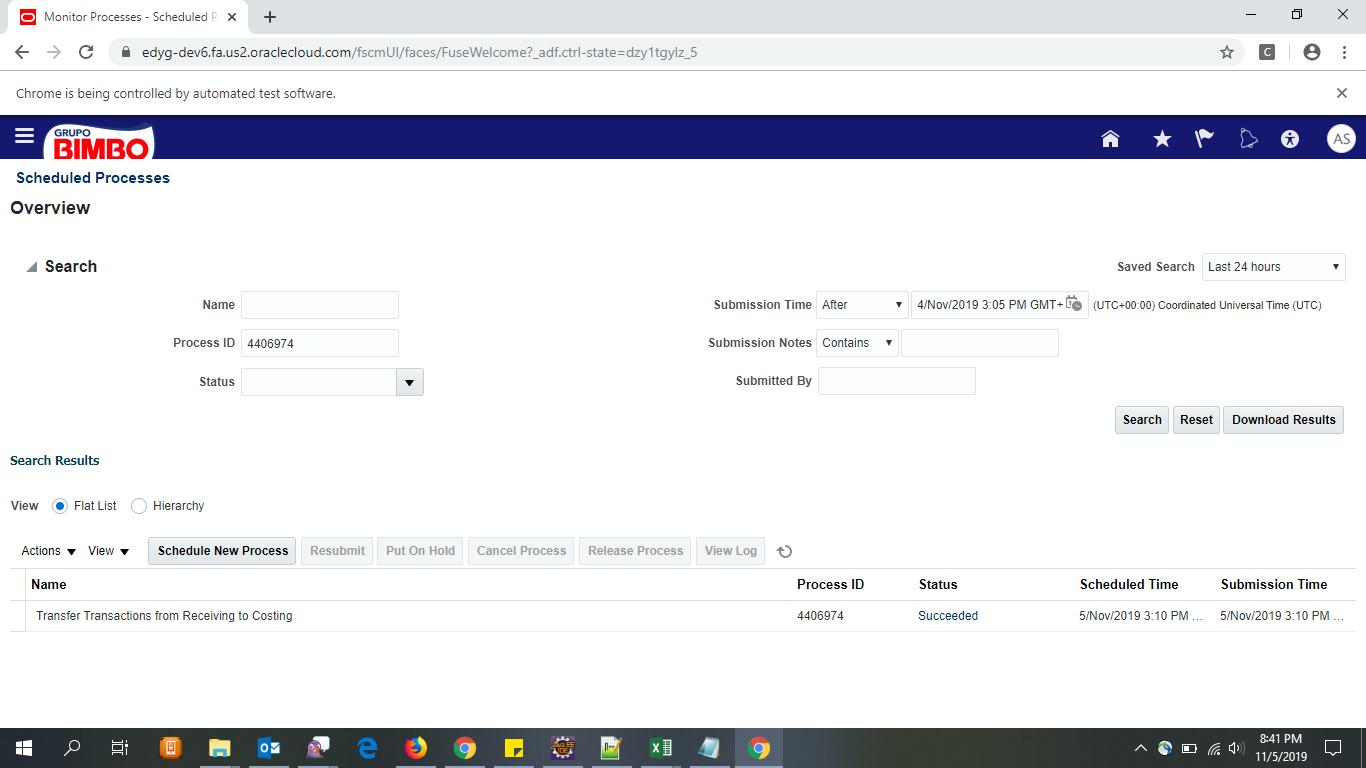 Monitor Processes - Scheduled P
edyg-dev6.fa.us2.oraclecloud.com/fscmUI/faces/FuseWelcome?_adf.ctrl-state=dzy1tgylz_5
C
Chrome is being controlled by automated test software.
GRUPO
BIMBO
AS
Scheduled Processes
Overview
Search
Saved Search Last 24 hours
Name
Submission Time After 4/Nov/2019 3:05 PM GMT+ (UTC+00:00) Coordinated Universal Time (UTC)
Process ID 4406974
Submission Notes Contains
Status
Submitted By
Search Reset Download Results
Search Results
View Flat List Hierarchy
Actions View Schedule New Process Resubmit Put On Hold Cancel Process Release Process View Log
Name Process ID Status Scheduled Time Submission Time
Transfer Transactions from Receiving to Costing 4406974 Succeeded 5/Nov/2019 3:10 PM ... 5/Nov/2019 3:10 PM ...
8:41 PM
11/5/2019